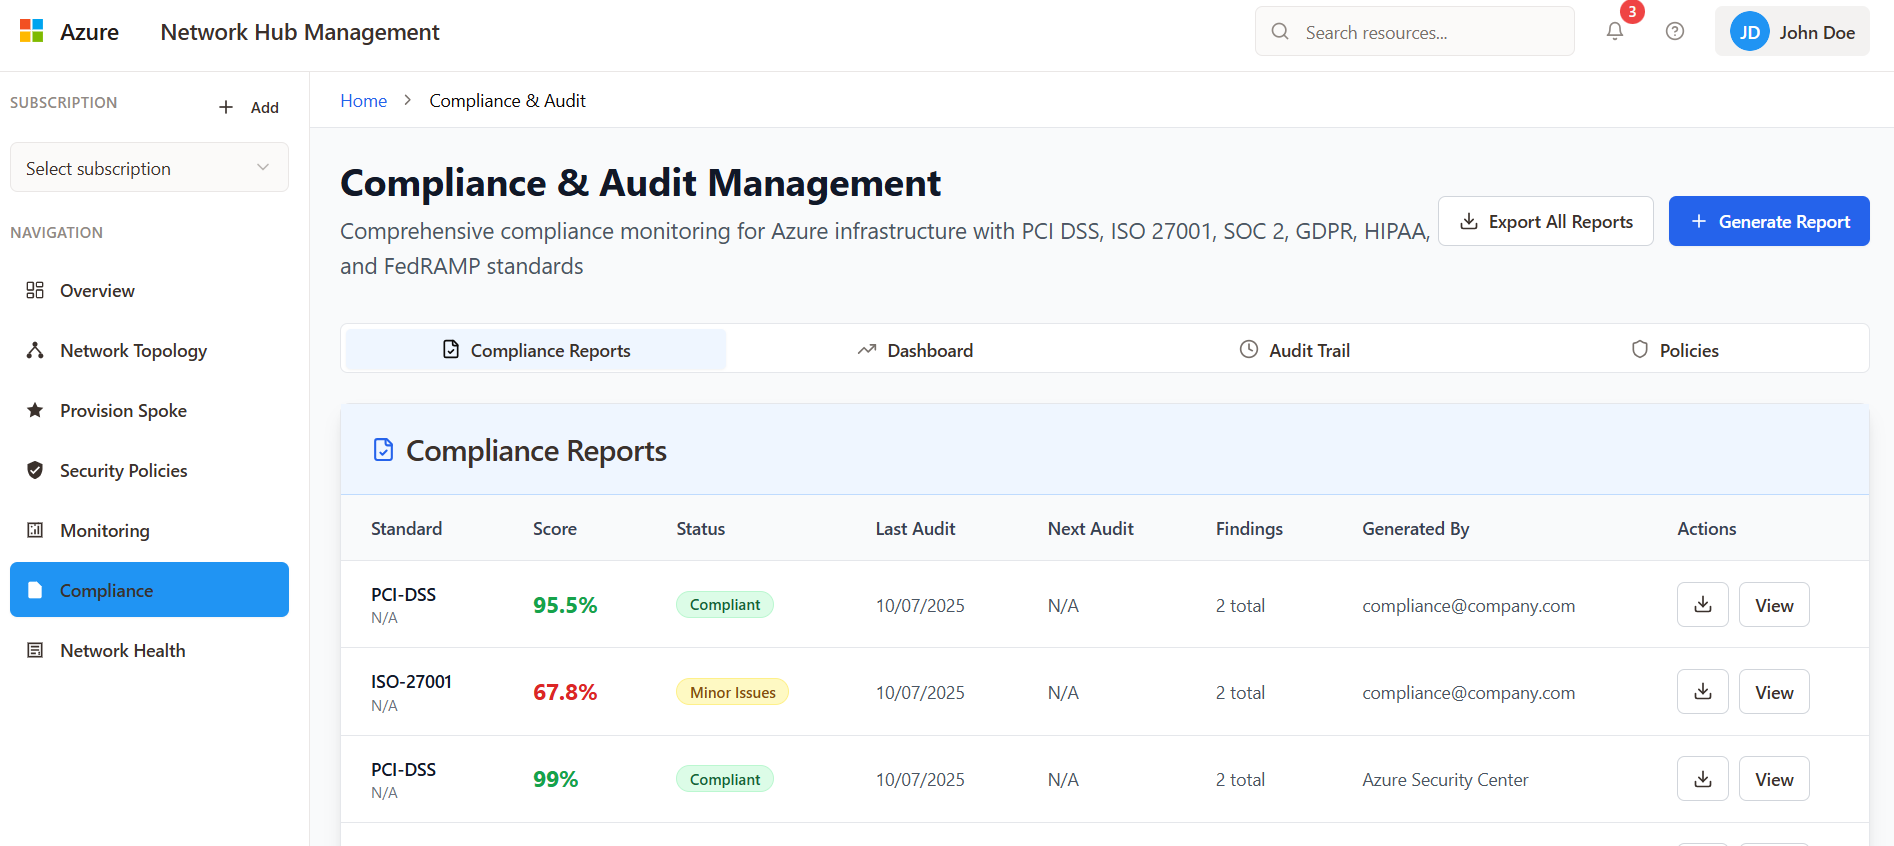 Azure
Network Hub Management
Search resources...
3
JD
John Doe
SUBSCRIPTION
Add
Select subscription
NAVIGATION
Overview
Network Topology
Provision Spoke
Security Policies
Monitoring
Compliance
Network Health
Home > Compliance & Audit
Compliance & Audit Management
Comprehensive compliance monitoring for Azure infrastructure with PCI DSS, ISO 27001, SOC 2, GDPR, HIPAA,
and FedRAMP standards
Export All Reports
+ Generate Report
Compliance Reports
Dashboard
Audit Trail
Policies
Compliance Reports
Standard Score Status Last Audit Next Audit Findings Generated By Actions
PCI-DSS
N/A
95.5% Compliant 10/07/2025 N/A 2 total compliance@company.com View
ISO-27001
N/A
67.8% Minor Issues 10/07/2025 N/A 2 total compliance@company.com View
PCI-DSS
N/A
99% Compliant 10/07/2025 N/A 2 total Azure Security Center View